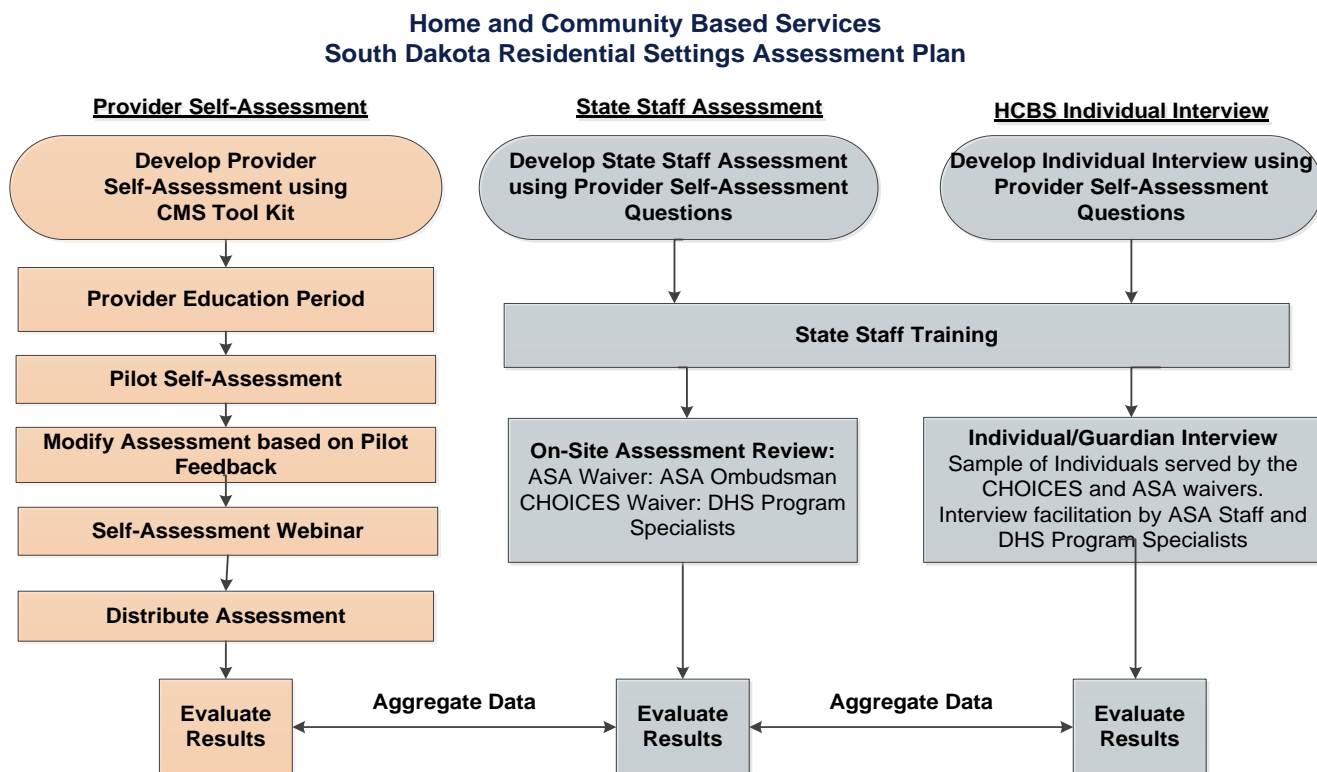 Home and Community Based Services
South Dakota Residential Settings Assessment Plan
Provider Self-Assessment
Develop Provider
Self-Assessment using
CMS Tool Kit
Provider Education Period
Pilot Self-Assessment
Modify Assessment based on Pilot
Feedback
Self-Assessment Webinar
Distribute Assessment
Evaluate
Results
State Staff Assessment
Develop State Staff Assessment
using Provider Self-Assessment
Questions
HCBS Individual Interview
Develop Individual Interview using
Provider Self-Assessment
Questions
State Staff Training
On-Site Assessment Review:
ASA Waiver: ASA Ombudsman
CHOICES Waiver: DHS Program
Specialists
Individual/Guardian Interview
Sample of Individuals served by the
CHOICES and ASA waivers.
Interview facilitation by ASA Staff and
DHS Program Specialists
Aggregate Data
Evaluate
Results
Aggregate Data
Evaluate
Results